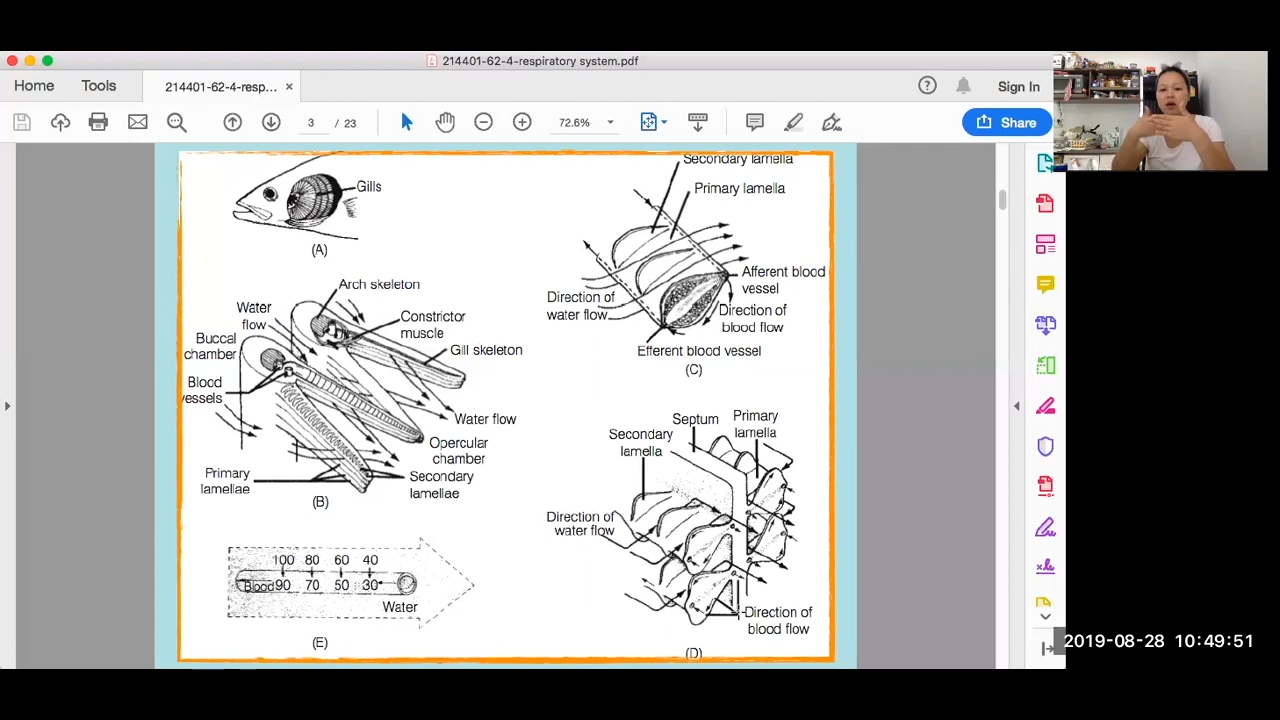 214401-62-4-respiratory system.pdf
Home
Tools
214401-62-4-resp...
Sign In
3 / 23
72.6%
Share
Gills
(A)
Arch skeleton
Water
flow
Constrictor
muscle
Buccal
chamber
Gill skeleton
Blood
vessels
Water flow
Opercular
chamber
Primary
lamellae
Secondary
lamellae
(B)
100 80 60 40
Blood 90 70 50 30
Water
(E)
Secondary lamella
Primary lamella
Afferent blood
vessel
Direction of
water flow
Direction of
blood flow
Efferent blood vessel
(C)
Septum
Primary
lamella
Secondary
lamella
Direction of
water flow
Direction of
blood flow
(D)
2019-08-28 10:49:51